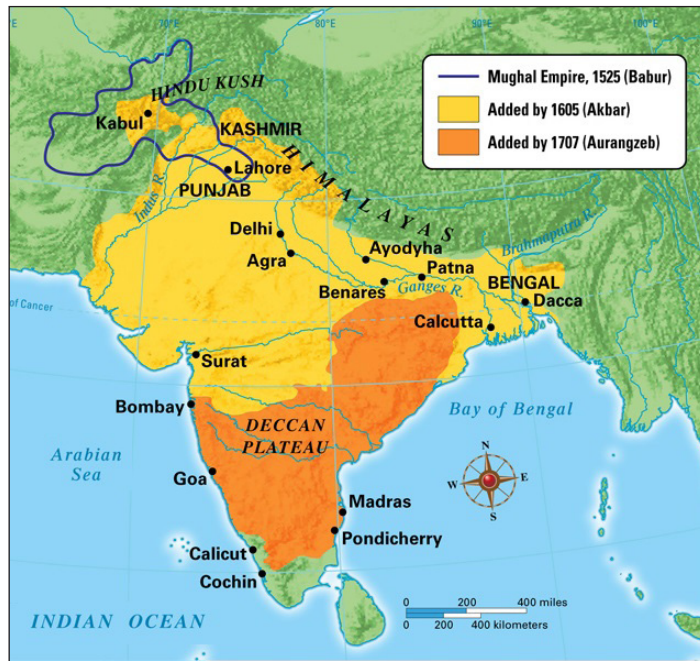 70°E
80°E
90°E
100°E
Mughal Empire, 1525 (Babur)
Added by 1605 (Akbar)
Added by 1707 (Aurangzeb)
HINDU KUSH
Kabul
KASHMIR
HIMALAYAS
Lahore
PUNJAB
Indus R.
Delhi
Agra
Ayodyha
Brahmaputra R.
Patna
BENGAL
Benares
Ganges R.
Dacca
of Cancer
Calcutta
Surat
Bombay
Bay of Bengal
DECCAN
PLATEAU
Arabian
Sea
Goa
N
W
E
S
Madras
Pondicherry
Calicut
Cochin
INDIAN OCEAN
0 200 400 miles
0 200 400 kilometers